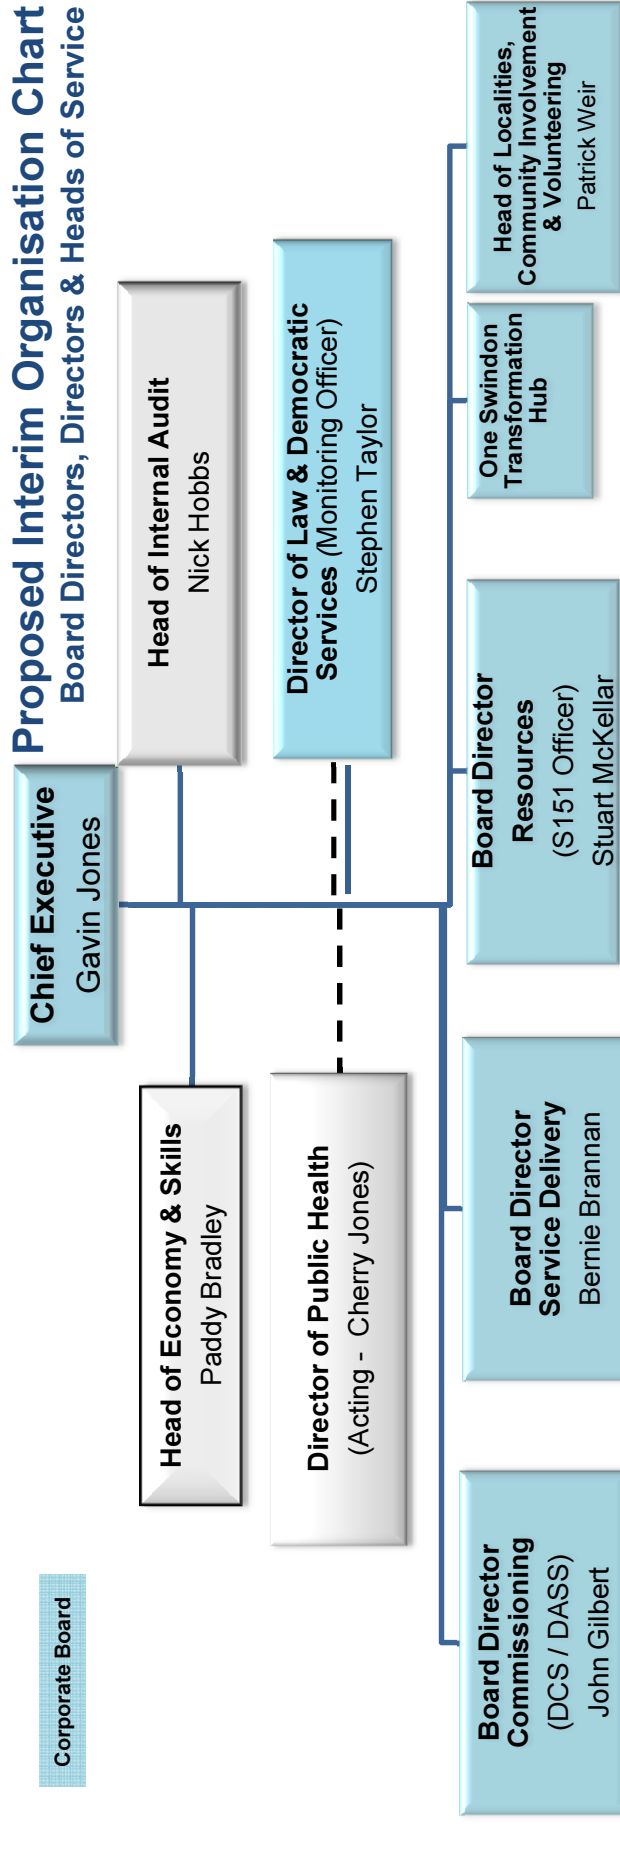 Proposed Interim Organisation Chart
Board Directors, Directors & Heads of Service
Corporate Board
Chief Executive
Gavin Jones
Head of Economy & Skills
Paddy Bradley
Head of Internal Audit
Nick Hobbs
Director of Public Health
(Acting - Cherry Jones)
Director of Law & Democratic
Services (Monitoring Officer)
Stephen Taylor
Board Director
Commissioning
(DCS / DASS)
John Gilbert
Board Director
Service Delivery
Bernie Brannan
Board Director
Resources
(S151 Officer)
Stuart McKellar
One Swindon
Transformation
Hub
Head of Localities,
Community Involvement
& Volunteering
Patrick Weir